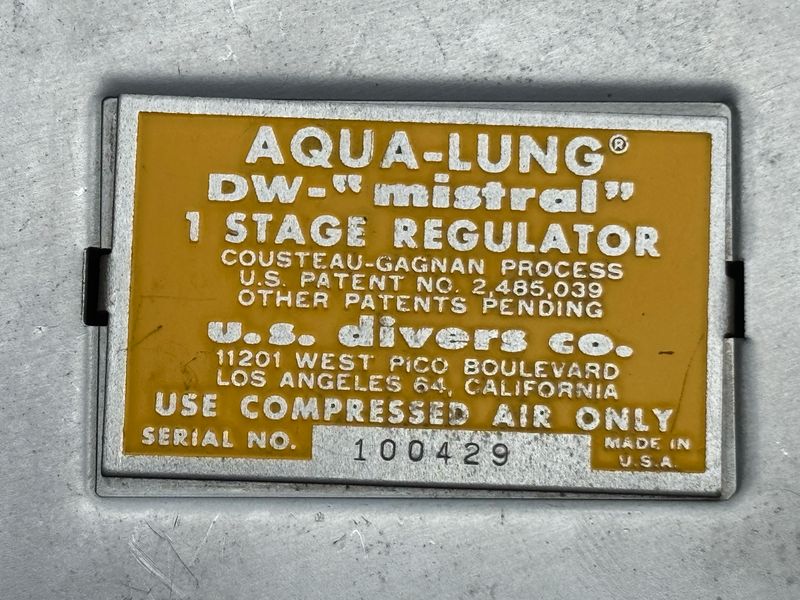 AQUA-LUNG®
DW-"mistral"
1 STAGE REGULATOR
COUSTEAU-GAGNAN PROCESS
U.S. PATENT NO. 2,485,039
OTHER PATENTS PENDING
u.s. divers co.
11201 WEST PICO BOULEVARD
LOS ANGELES 64, CALIFORNIA
USE COMPRESSED AIR ONLY
SERIAL NO. 100429 MADE IN
U.S.A.